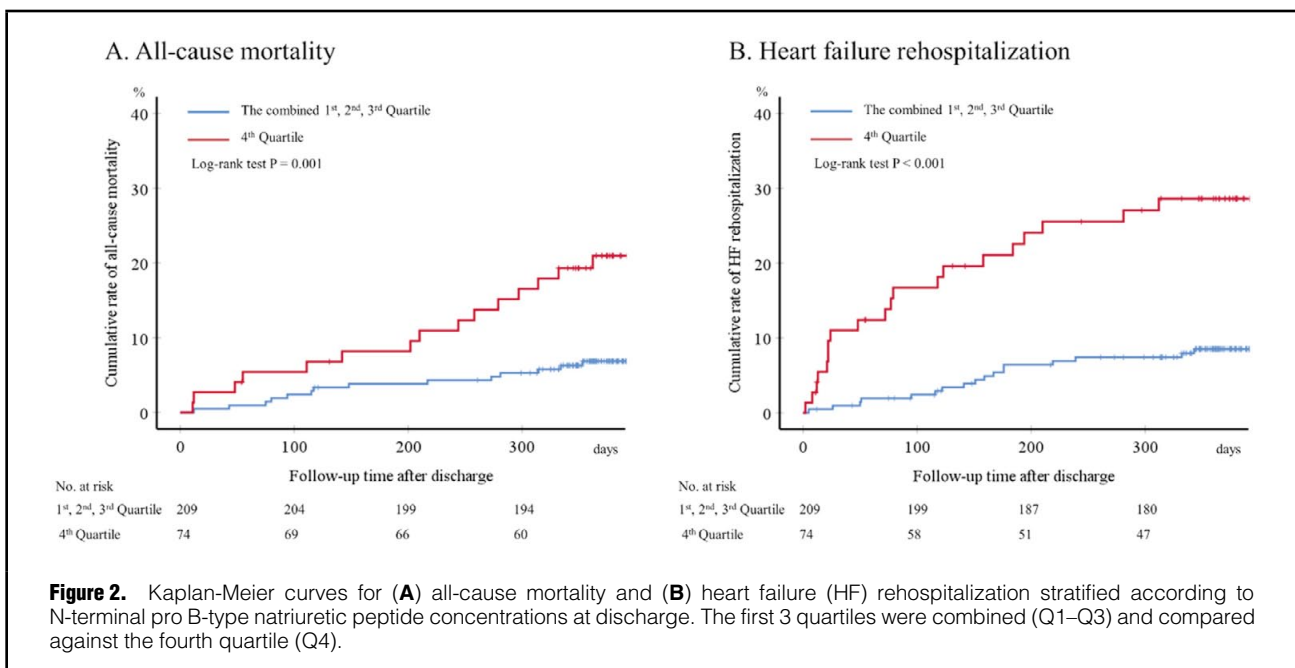 A. All-cause mortality
%
40
30
20
10
0
Cumulative rate of all-cause mortality
The combined 1st, 2nd, 3rd Quartile
4th Quartile
Log-rank test P = 0.001
0 100 200 300 days
Follow-up time after discharge
No. at risk
1st, 2nd, 3rd Quartile 209 204 199 194
4th Quartile 74 69 66 60
B. Heart failure rehospitalization
%
40
30
20
10
0
Cumulative rate of HF rehospitalization
The combined 1st, 2nd, 3rd Quartile
4th Quartile
Log-rank test P < 0.001
0 100 200 300 days
Follow-up time after discharge
No. at risk
1st, 2nd, 3rd Quartile 209 199 187 180
4th Quartile 74 58 51 47
Figure 2. Kaplan-Meier curves for (A) all-cause mortality and (B) heart failure (HF) rehospitalization stratified according to
N-terminal pro B-type natriuretic peptide concentrations at discharge. The first 3 quartiles were combined (Q1–Q3) and compared
against the fourth quartile (Q4).